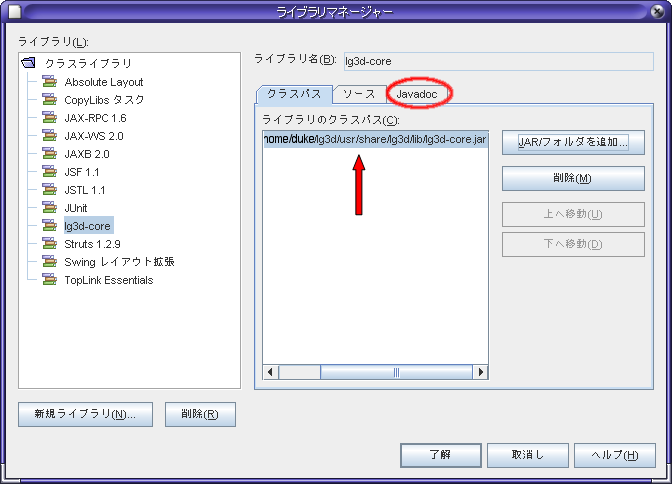 ライブラリマネージャー
ライブラリ(L):
クラスライブラリ
Absolute Layout
CopyLibs タスク
JAX-RPC 1.6
JAX-WS 2.0
JAXB 2.0
JSF 1.1
JSTL 1.1
JUnit
lg3d-core
Struts 1.2.9
Swing レイアウト拡張
TopLink Essentials
新規ライブラリ(N)...
削除(R)
ライブラリ名(B):
lg3d-core
クラスパス
ソース
Javadoc
ライブラリのクラスパス(C):
home/duke/lg3d/usr/share/lg3d/lib/lg3d-core.jar
JAR/フォルダを追加...
削除(M)
上へ移動(U)
下へ移動(D)
了解
取消し
ヘルプ(H)